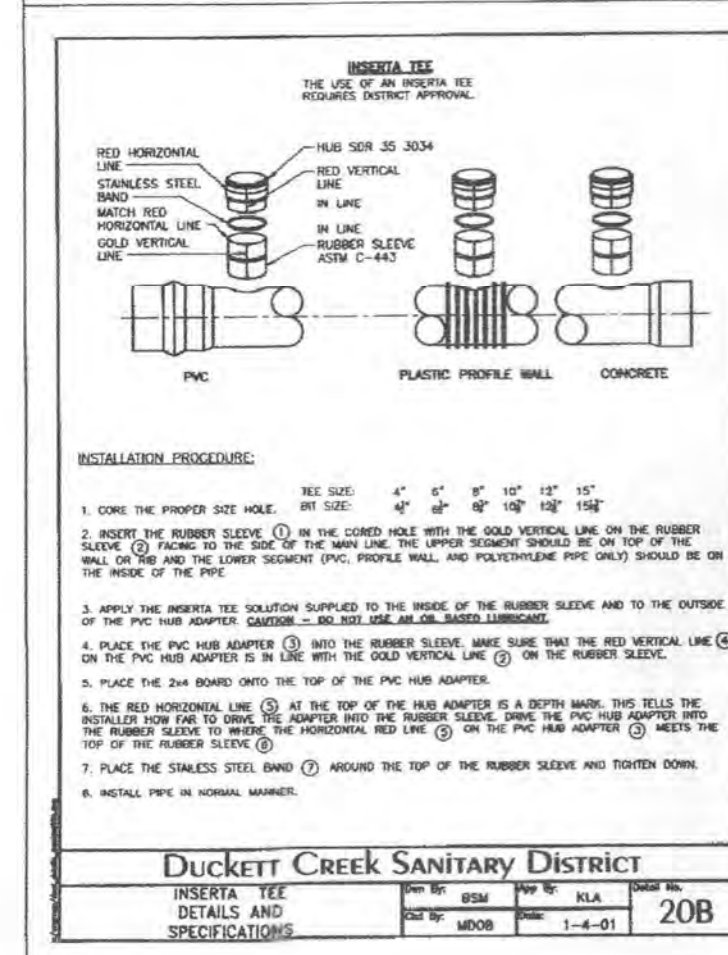 INSERTA TEE
THE USE OF AN INSERTA TEE
REQUIRES DISTRICT APPROVAL.
RED HORIZONTAL
LINE
STAINLESS STEEL
BAND
MATCH RED
HORIZONTAL LINE
GOLD VERTICAL
LINE
HUB SDR 35 3034
RED VERTICAL
LINE
IN LINE
IN LINE
RUBBER SLEEVE
ASTM C-443
PVC
PLASTIC PROFILE WALL
CONCRETE
INSTALLATION PROCEDURE:
TEE SIZE: 4" 6" 8" 10" 12" 15"
1. CORE THE PROPER SIZE HOLE. BIT SIZE:
2. INSERT THE RUBBER SLEEVE ① IN THE CORED HOLE WITH THE GOLD VERTICAL LINE ON THE RUBBER
SLEEVE ② FACING TO THE SIDE OF THE MAIN LINE. THE UPPER SEGMENT SHOULD BE ON TOP OF THE
WALL OR RIB AND THE LOWER SEGMENT (PVC, PROFILE WALL, AND POLYETHYLENE PIPE ONLY) SHOULD BE ON
THE INSIDE OF THE PIPE
3. APPLY THE INSERTA TEE SOLUTION SUPPLIED TO THE INSIDE OF THE RUBBER SLEEVE AND TO THE OUTSIDE
OF THE PVC HUB ADAPTER. CAUTION - DO NOT USE AN OIL BASED LUBRICANT.
4. PLACE THE PVC HUB ADAPTER ③ INTO THE RUBBER SLEEVE. MAKE SURE THAT THE RED VERTICAL LINE ④
ON THE PVC HUB ADAPTER IS IN LINE WITH THE GOLD VERTICAL LINE ② ON THE RUBBER SLEEVE.
5. PLACE THE 2x4 BOARD ONTO THE TOP OF THE PVC HUB ADAPTER.
6. THE RED HORIZONTAL LINE ⑤ AT THE TOP OF THE HUB ADAPTER IS A DEPTH MARK. THIS TELLS THE
INSTALLER HOW FAR TO DRIVE THE ADAPTER INTO THE RUBBER SLEEVE. DRIVE THE PVC HUB ADAPTER INTO
THE RUBBER SLEEVE TO WHERE THE HORIZONTAL RED LINE ⑤ ON THE PVC HUB ADAPTER ③ MEETS THE
TOP OF THE RUBBER SLEEVE ⑥
7. PLACE THE STAILESS STEEL BAND ⑦ AROUND THE TOP OF THE RUBBER SLEEVE AND TIGHTEN DOWN.
8. INSTALL PIPE IN NORMAL MANNER.
DUCKETT CREEK SANITARY DISTRICT
INSERTA TEE
DETAILS AND
SPECIFICATIONS
Dwn By: BSM
App By: KLA
Ckd By: MDOB
Date: 1-4-01
Detail No.
20B